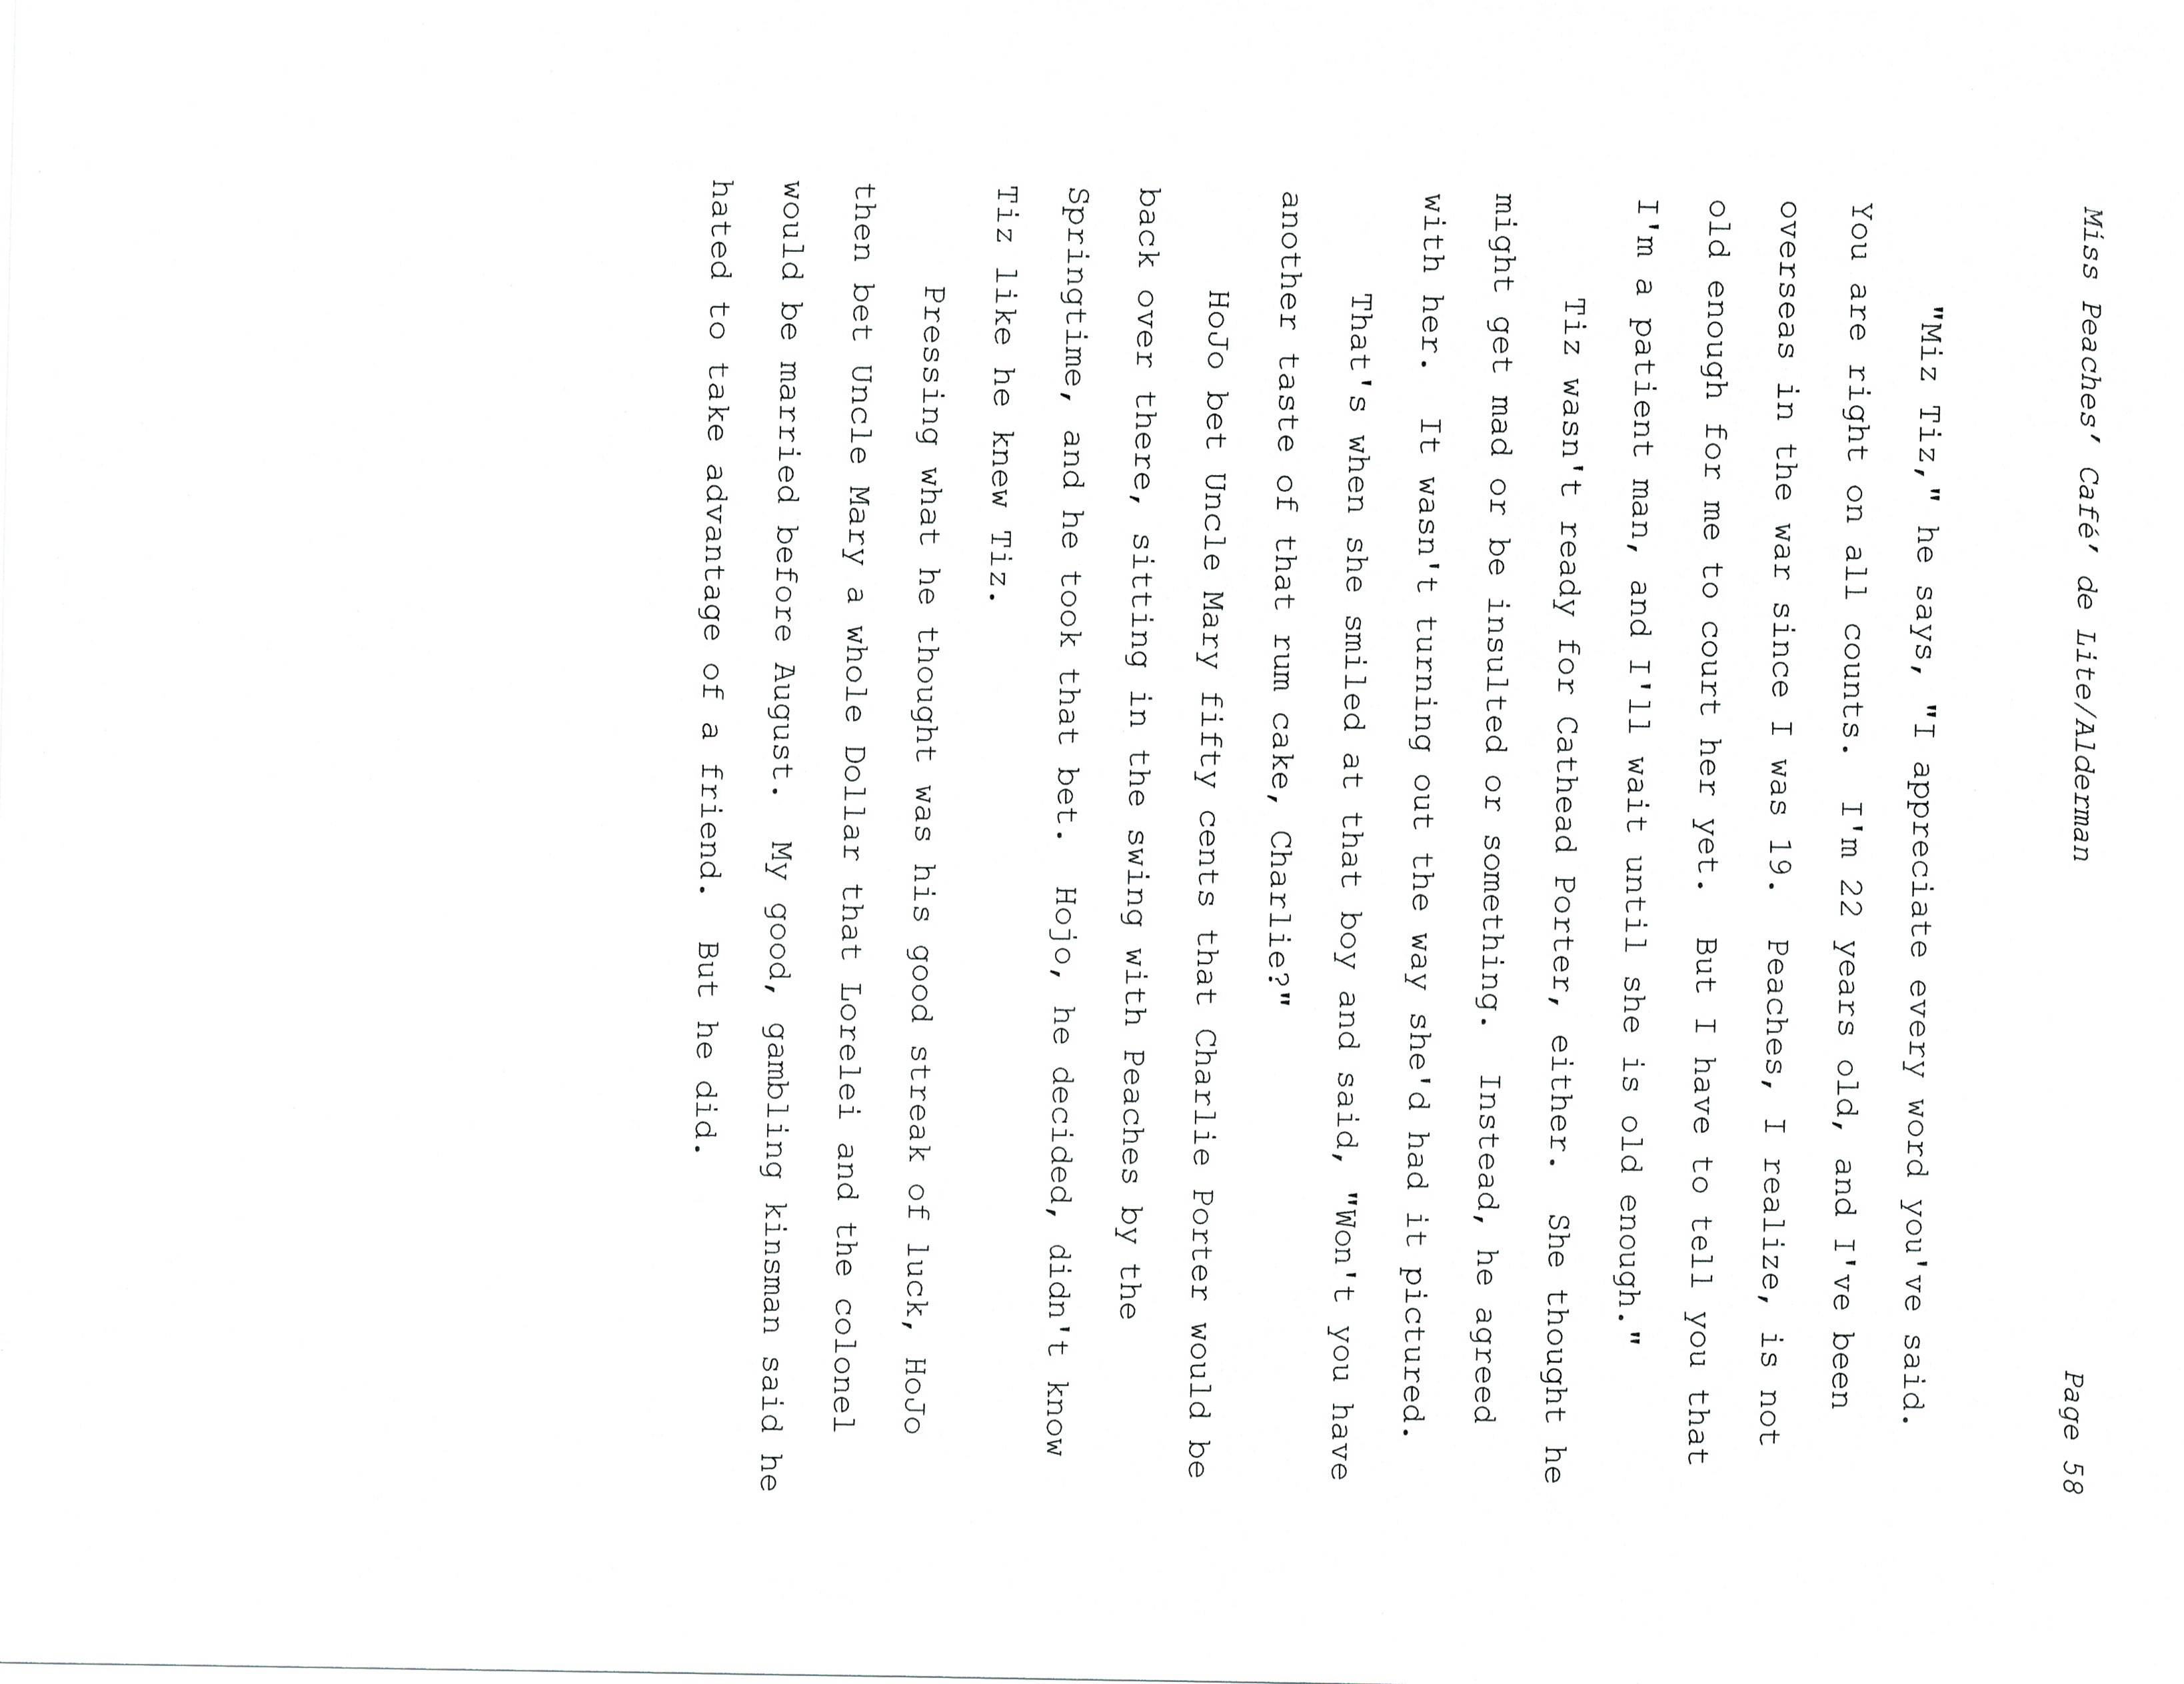 Miss Peaches' Café' de Lite/Alderman Page 58
"Miz Tiz," he says, "I appreciate every word you've said.
You are right on all counts.  I'm 22 years old, and I've been
overseas in the war since I was 19.  Peaches, I realize, is not
old enough for me to court her yet.  But I have to tell you that
I'm a patient man, and I'll wait until she is old enough."
Tiz wasn't ready for Cathead Porter, either.  She thought he
might get mad or be insulted or something.  Instead, he agreed
with her.  It wasn't turning out the way she'd had it pictured.
That's when she smiled at that boy and said, "Won't you have
another taste of that rum cake, Charlie?"
HoJo bet Uncle Mary fifty cents that Charlie Porter would be
back over there, sitting in the swing with Peaches by the
Springtime, and he took that bet.  Hojo, he decided, didn't know
Tiz like he knew Tiz.
Pressing what he thought was his good streak of luck, HoJo
then bet Uncle Mary a whole Dollar that Lorelei and the colonel
would be married before August.  My good, gambling kinsman said he
hated to take advantage of a friend.  But he did.